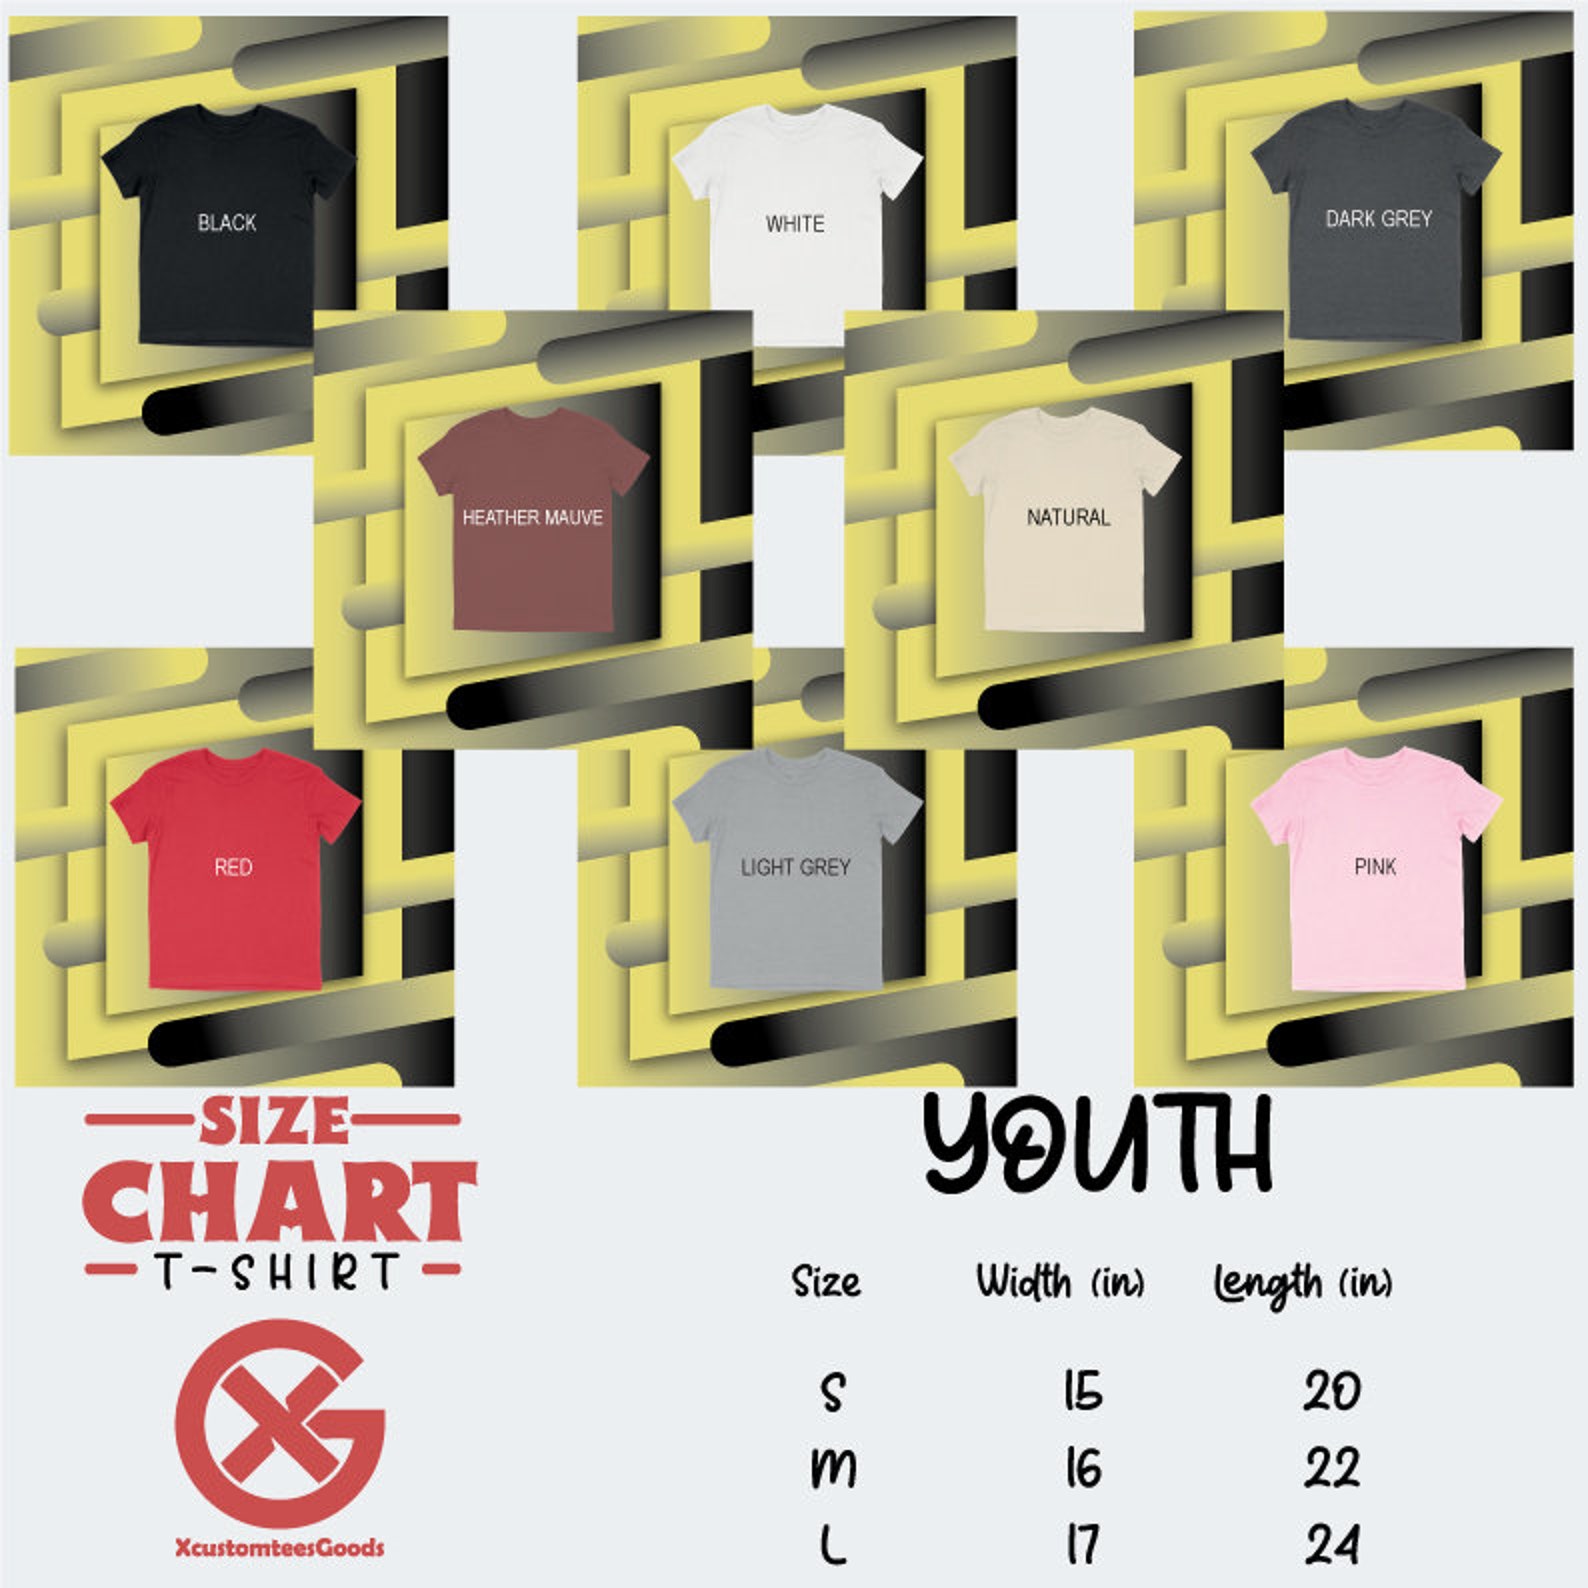 BLACK
WHITE
DARK GREY
HEATHER MAUVE
NATURAL
RED
LIGHT GREY
PINK
SIZE
CHART
T-SHIRT
XG
XcustomteesGoods
YOUTH
Size Width (in) Length (in)
S 15 20
M 16 22
L 17 24